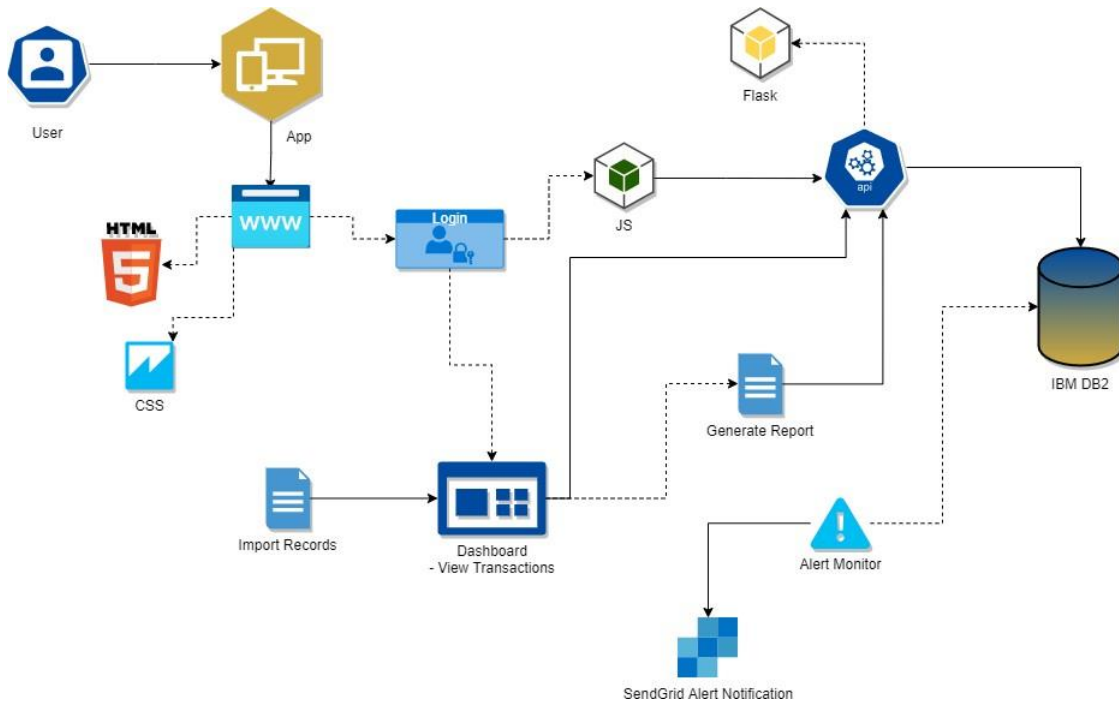 User
App
Flask
api
WWW
Login
JS
HTML
5
CSS
IBM DB2
Generate Report
Import Records
Dashboard
- View Transactions
Alert Monitor
SendGrid Alert Notification